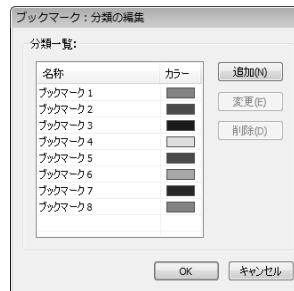 ブックマーク：分類の編集
分類一覧:
名称 カラー
ブックマーク1
ブックマーク2
ブックマーク3
ブックマーク4
ブックマーク5
ブックマーク6
ブックマーク7
ブックマーク8
追加(N)
変更(E)
削除(D)
OK キャンセル